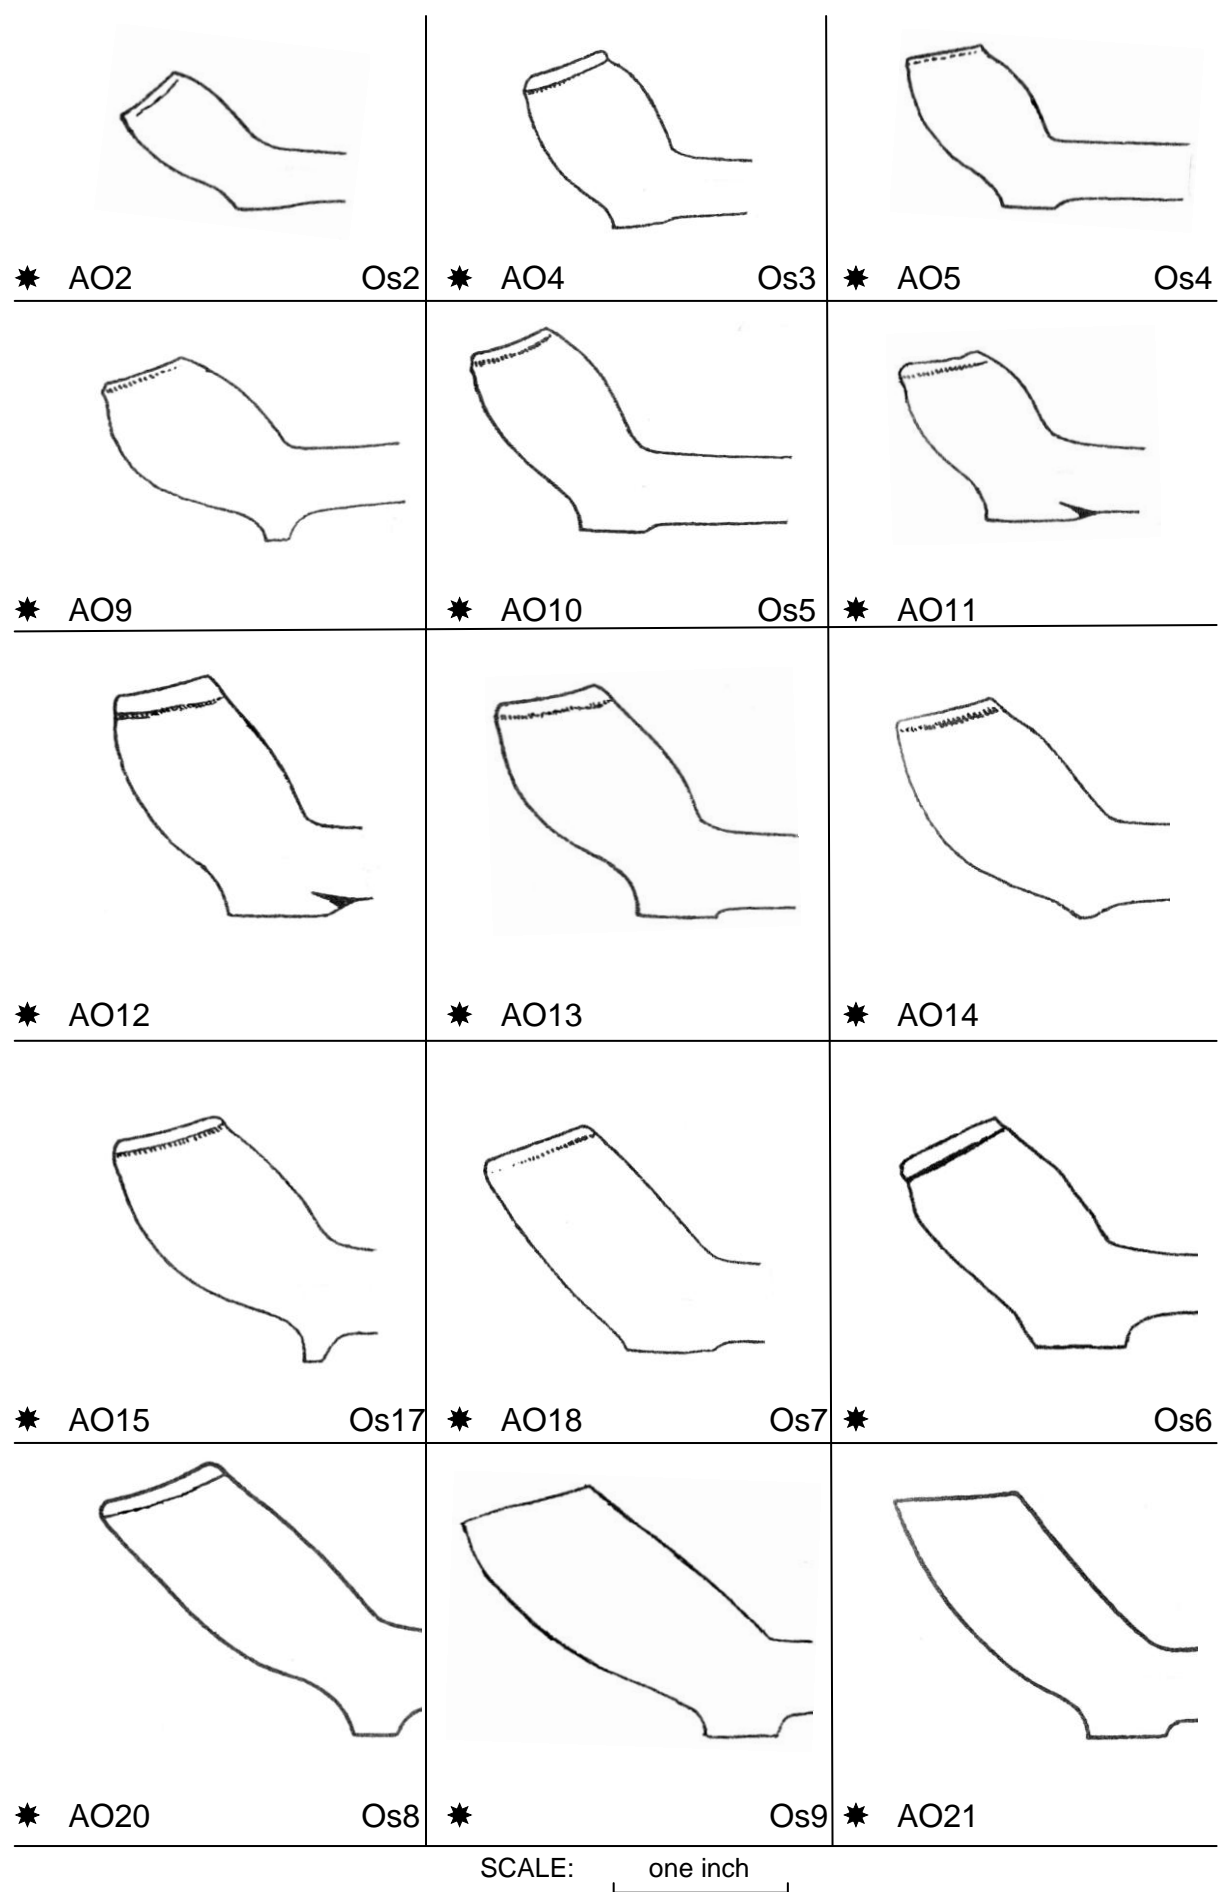 ✷ AO2 Os2 ✷ AO4 Os3 ✷ AO5 Os4
✷ AO9 ✷ AO10 Os5 ✷ AO11
✷ AO12 ✷ AO13 ✷ AO14
✷ AO15 Os17 ✷ AO18 Os7 ✷ Os6
✷ AO20 Os8 ✷ Os9 ✷ AO21
SCALE: one inch